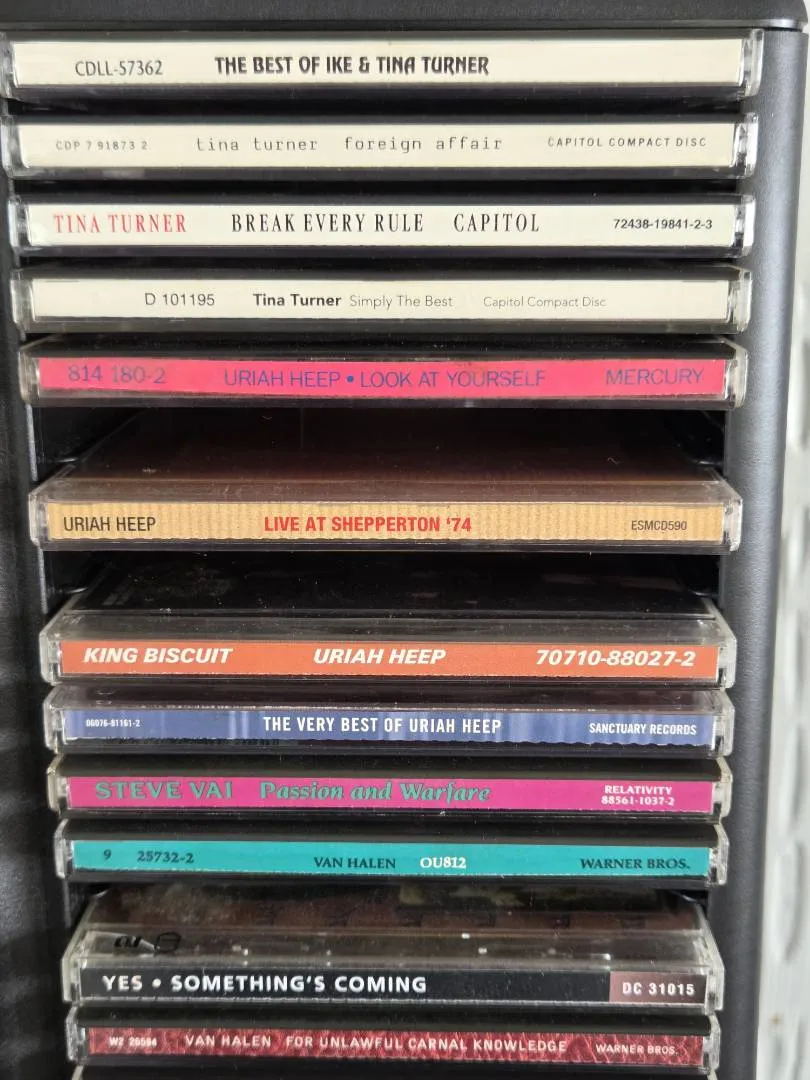 CDLL-57362 THE BEST OF IKE & TINA TURNER
CDP 7 91873 2 tina turner foreign affair CAPITOL COMPACT DISC
TINA TURNER BREAK EVERY RULE CAPITOL 72438-19841-2-3
D 101195 Tina Turner Simply The Best Capitol Compact Disc
814 180-2 URIAH HEEP • LOOK AT YOURSELF MERCURY
URIAH HEEP LIVE AT SHEPPERTON '74 ESMCD590
KING BISCUIT URIAH HEEP 70710-88027-2
06076-81161-2 THE VERY BEST OF URIAH HEEP SANCTUARY RECORDS
STEVE VAI Passion and Warfare RELATIVITY
88561-1037-2
9 25732-2 VAN HALEN OU812 WARNER BROS.
YES • SOMETHING'S COMING DC 31015
W2 26594 VAN HALEN FOR UNLAWFUL CARNAL KNOWLEDGE WARNER BROS.